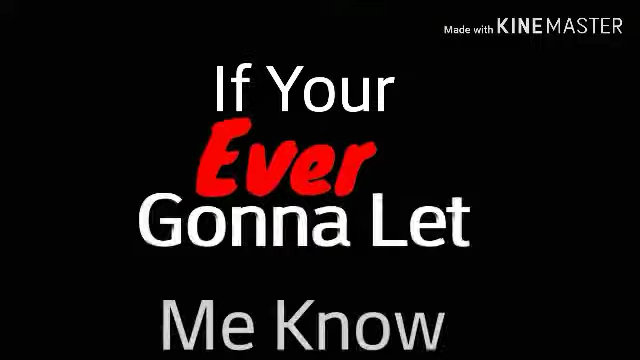 Made with KINEMASTER
If Your
Ever
Gonna Let
Me Know